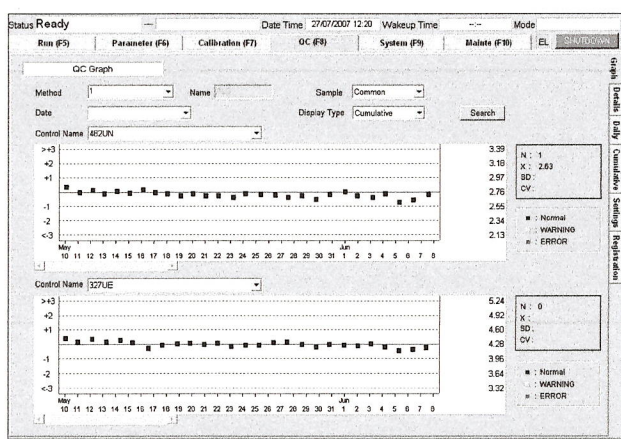 Status Ready --- Date Time 27/07/2007 12:20 Wakeup Time --:-- Mode
Run (F5) Parameter (F6) Calibration (F7) QC (F8) System (F9) Mainte (F10) EL SHUTDOWN
QC Graph
Method 1 Name Sample Common
Date Display Type Cumulative Search
Control Name 482UN
>+3 3.39
+2 3.18
+1 2.97
2.76
-1 2.55
-2 2.34
<-3 2.13
May Jun
10 11 12 13 14 15 16 17 18 19 20 21 22 23 24 25 26 27 28 29 30 31 1 2 3 4 5 6 7 8
N : 1
X : 2.63
SD :
CV :
: Normal
: WARNING
: ERROR
Control Name 327UE
>+3 5.24
+2 4.92
+1 4.60
4.28
-1 3.96
-2 3.64
<-3 3.32
May Jun
10 11 12 13 14 15 16 17 18 19 20 21 22 23 24 25 26 27 28 29 30 31 1 2 3 4 5 6 7 8
N : 0
X :
SD :
CV :
: Normal
: WARNING
: ERROR
Graph Details Daily Cumulative Settings Registration